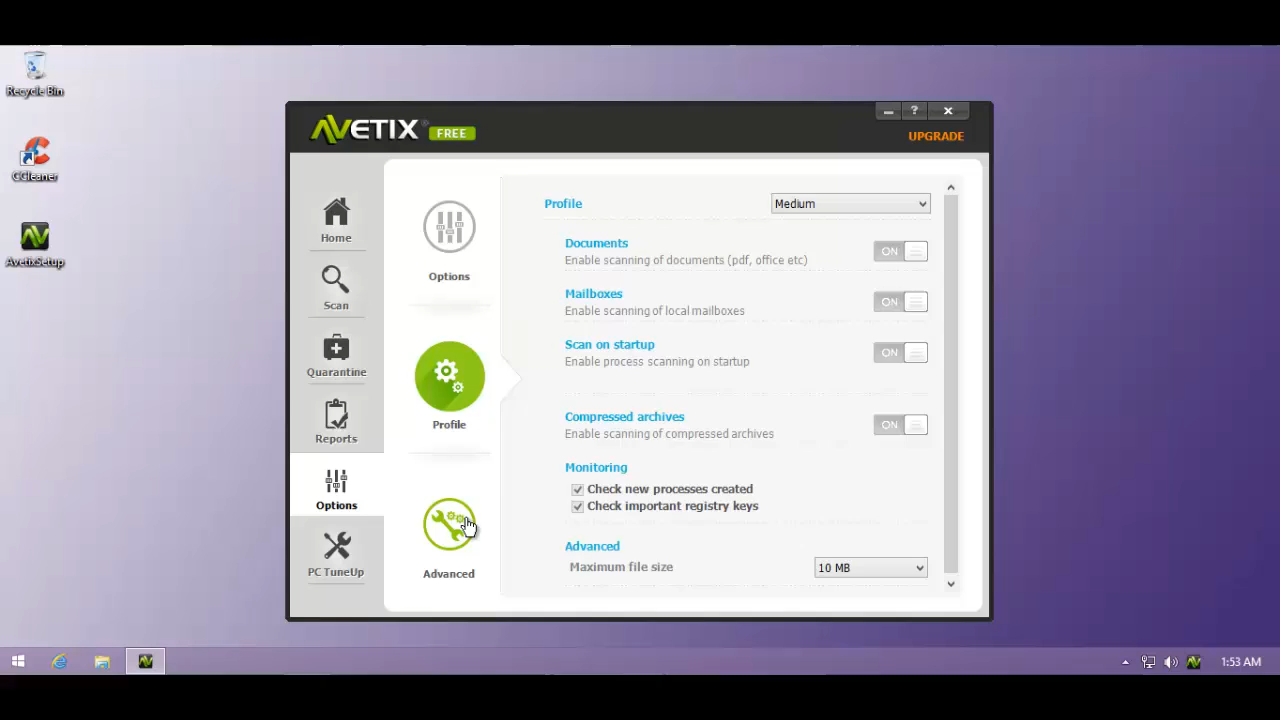 Recycle Bin
CCleaner
AvetixSetup
AVETIX® FREE
?
UPGRADE
Home
Scan
Quarantine
Reports
Options
PC TuneUp
Options
Profile
Advanced
Profile
Medium
Documents
Enable scanning of documents (pdf, office etc)
ON
Mailboxes
Enable scanning of local mailboxes
ON
Scan on startup
Enable process scanning on startup
ON
Compressed archives
Enable scanning of compressed archives
ON
Monitoring
Check new processes created
Check important registry keys
Advanced
Maximum file size
10 MB
1:53 AM